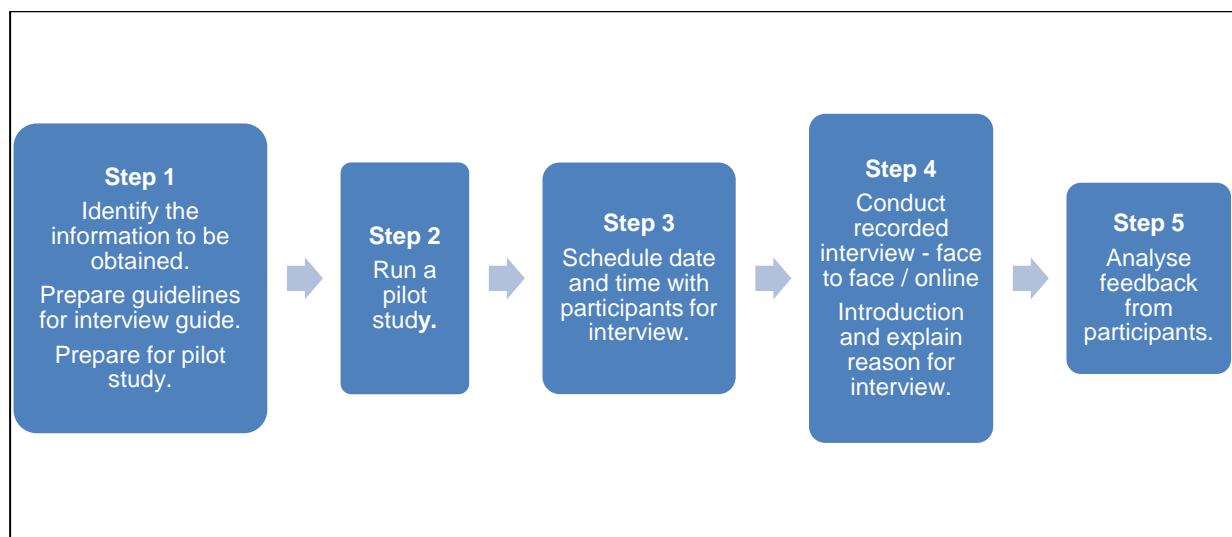 Step 1
Identify the
information to be
obtained.
Prepare guidelines
for interview guide.
Prepare for pilot
study.
Step 2
Run a
pilot
study.
Step 3
Schedule date
and time with
participants for
interview.
Step 4
Conduct
recorded
interview - face
to face / online
Introduction
and explain
reason for
interview.
Step 5
Analyse
feedback
from
participants.